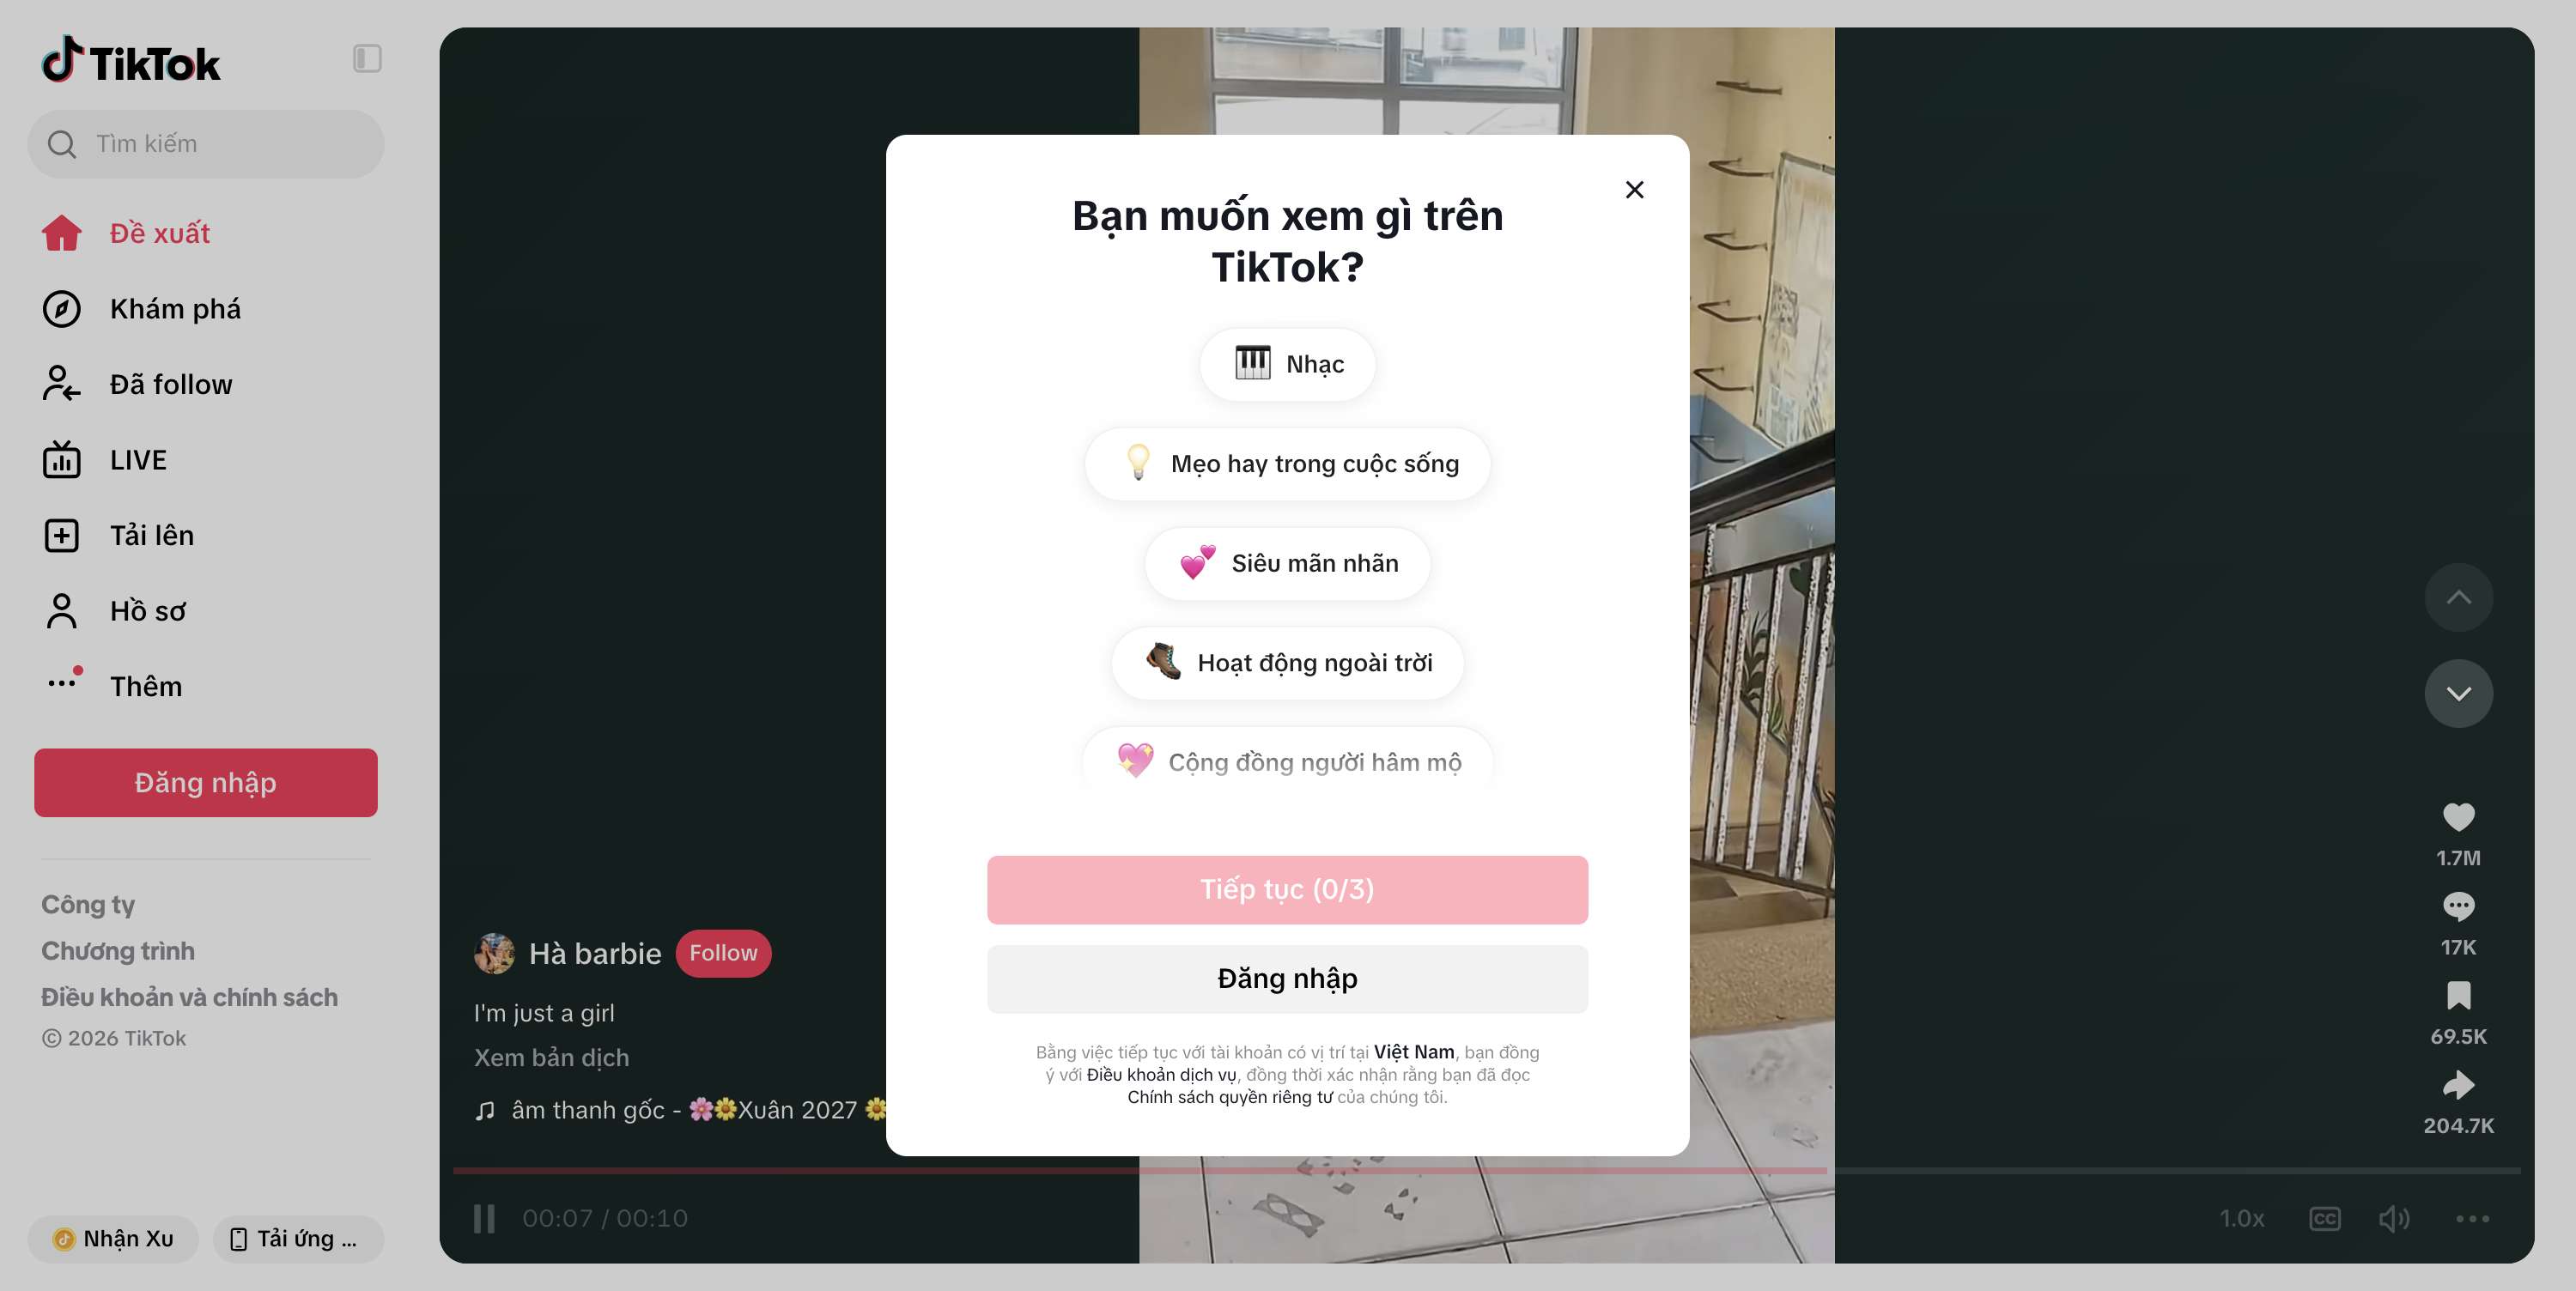 TikTok
Tìm kiếm
Đề xuất
Khám phá
Đã follow
LIVE
Tải lên
Hồ sơ
Thêm
Đăng nhập
Công ty
Chương trình
Điều khoản và chính sách
© 2026 TikTok
Nhận Xu
Tải ứng ...
Bạn muốn xem gì trên
TikTok?
Nhạc
Mẹo hay trong cuộc sống
Siêu mãn nhãn
Hoạt động ngoài trời
Cộng đồng người hâm mộ
Tiếp tục (0/3)
Đăng nhập
Bằng việc tiếp tục với tài khoản có vị trí tại Việt Nam, bạn đồng
ý với Điều khoản dịch vụ, đồng thời xác nhận rằng bạn đã đọc
Chính sách quyền riêng tư của chúng tôi.
Hà barbie Follow
I'm just a girl
Xem bản dịch
âm thanh gốc - 🌸🌼Xuân 2027 🌼
00:07 / 00:10
1.7M
17K
69.5K
204.7K
1.0x
CC